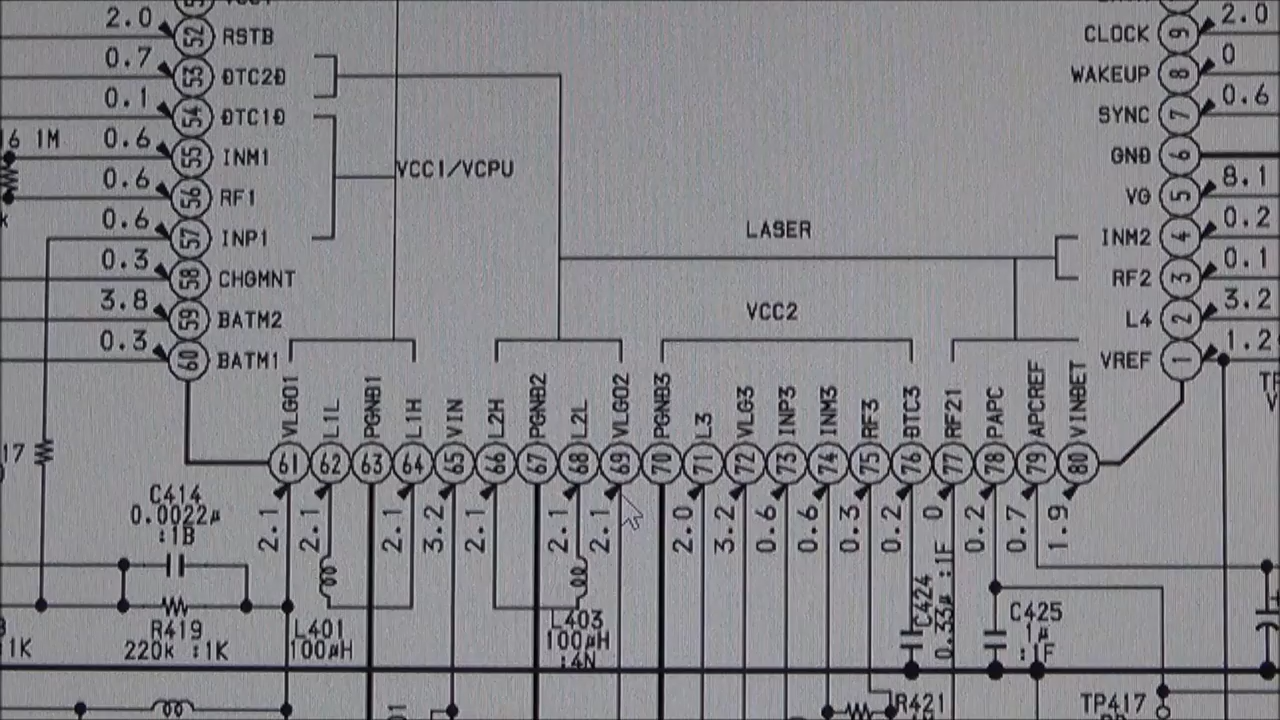 2.0 52 RSTB
0.7 53 DTC2D
0.1 54 DTC1D
16 1M 0.6 55 INM1
0.6 56 RF1
k
0.6 57 INP1
0.3 58 CHGMNT
3.8 59 BATM2
0.3 60 BATM1
VCC1/VCPU
LASER
VCC2
2.0
CLOCK 9
WAKEUP 8 0
SYNC 7 0.6
GND 6
VG 5 8.1
INM2 4 0.2
RF2 3 0.1
L4 2 3.2
VREF 1 1.2
VLGO1 L1L PGNB1 L1H VIN L2H PGNB2 L2L VLGO2 PGNB3 L3 VLG3 INP3 INM3 RF3 BTC3 RF21 PAPC APCREF VINBET
61 62 63 64 65 66 67 68 69 70 71 72 73 74 75 76 77 78 79 80
2.1 2.1 2.1 3.2 2.1 2.1 2.1 2.0 3.2 0.6 0.6 0.3 0.2 0 0.2 0.7 1.9
17
C414
0.0022µ
:1B
R419
220k :1K
1K
L401
100µH
L403
100µH
:4N
C424
0.33µ :1F
C425
1µ
:1F
R421
TP417